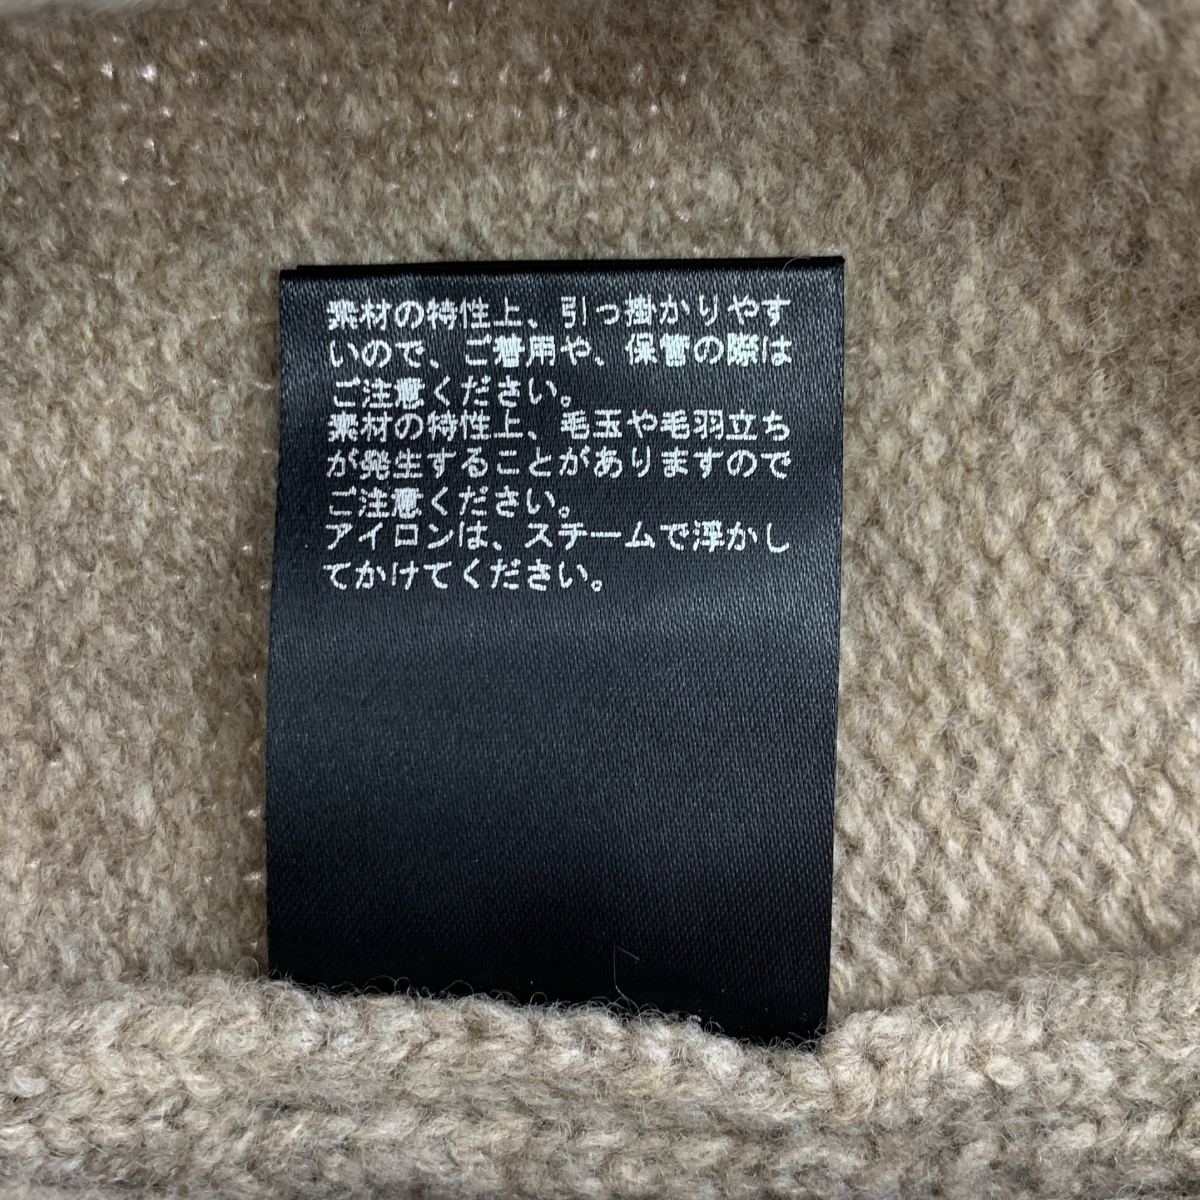 素材の特性上、引っ掛かりやす
いので、ご着用や、保管の際は
ご注意ください。
素材の特性上、毛玉や毛羽立ち
が発生することがありますので
ご注意ください。
アイロンは、スチームで浮かし
てかけてください。